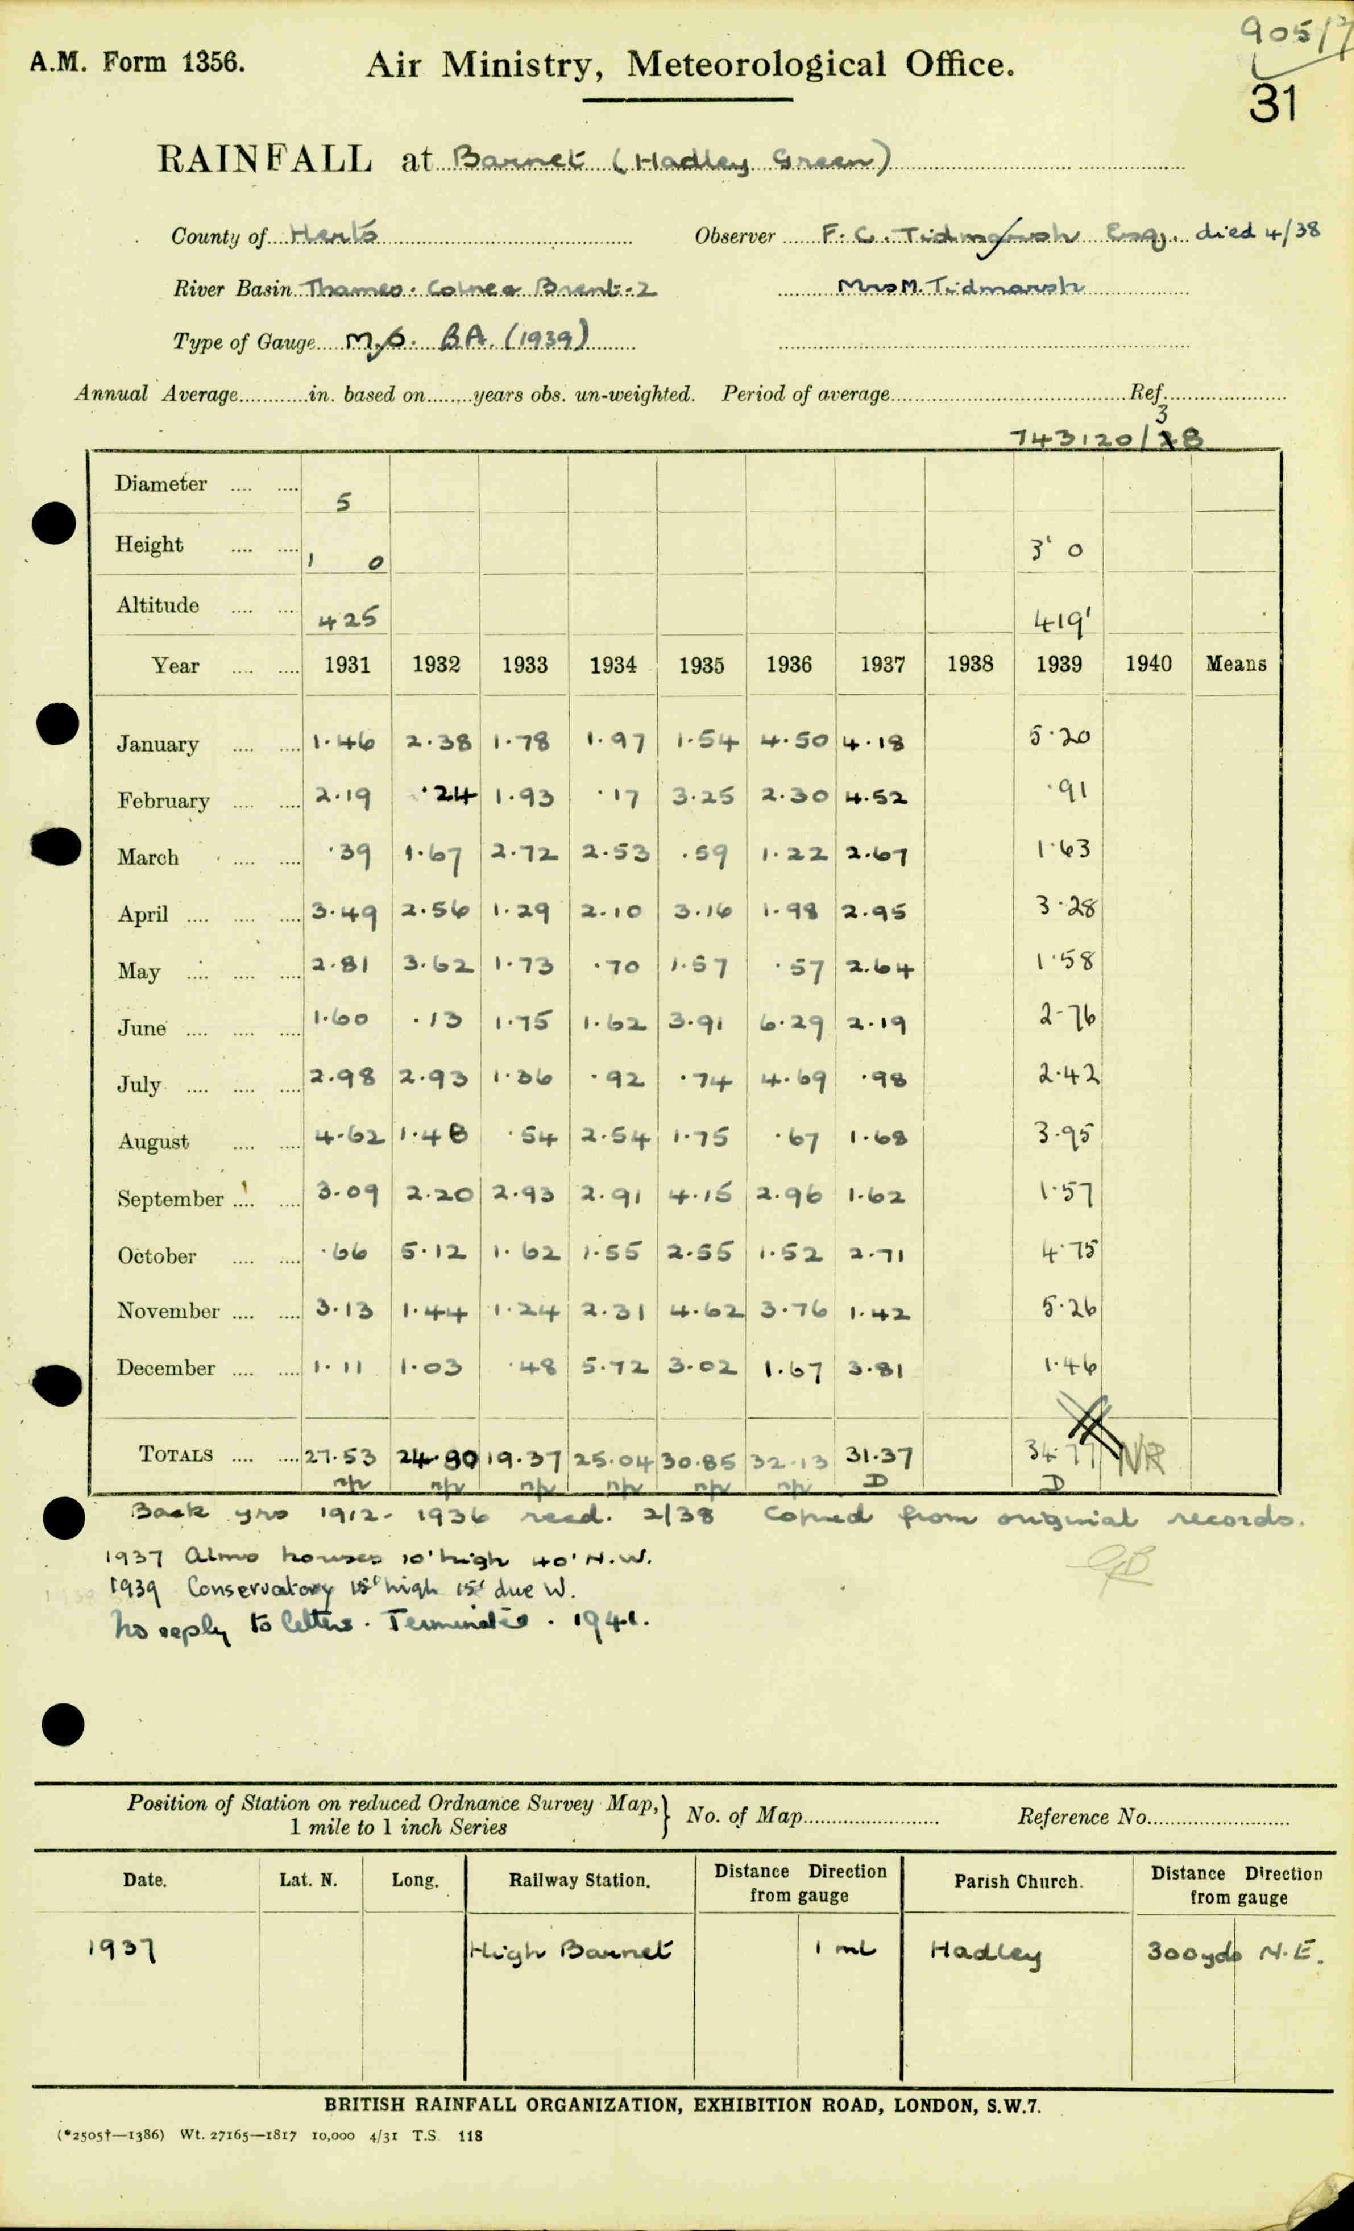 90517
31
A.M. Form 1356. Air Ministry, Meteorological Office.
RAINFALL at Barnet (Hadley Green)
County of Herts Observer F. C. Tidmarsh Esq. died 4/38
River Basin Thames. Colne & Brent-2 Mrs M. Tidmarsh
Type of Gauge M.O. BA. (1939)
Annual Average in. based on years obs. un-weighted. Period of average Ref.
743120/38
Diameter 5
Height 1 0 3' 0
Altitude 425 419'
Year 1931 1932 1933 1934 1935 1936 1937 1938 1939 1940 Means
January 1.46 2.38 1.78 1.97 1.54 4.50 4.18 5.20
February 2.19 .24 1.93 .17 3.25 2.30 4.52 .91
March .39 1.67 2.72 2.53 .59 1.22 2.67 1.63
April 3.49 2.56 1.29 2.10 3.16 1.98 2.95 3.28
May 2.81 3.62 1.73 .70 1.57 .57 2.64 1.58
June 1.60 .13 1.75 1.62 3.91 6.29 2.19 2.76
July 2.98 2.93 1.36 .92 .74 4.69 .98 2.42
August 4.62 1.48 .54 2.54 1.75 .67 1.68 3.95
September 3.09 2.20 2.93 2.91 4.15 2.96 1.62 1.57
October .66 5.12 1.62 1.55 2.55 1.52 2.71 4.75
November 3.13 1.44 1.24 2.31 4.62 3.76 1.42 5.26
December 1.11 1.03 .48 5.72 3.02 1.67 3.81 1.46
TOTALS 27.53 24.80 19.37 25.04 30.85 32.13 31.37 34.77 NR
np np np np np np D D
Back yrs 1912-1936 recd. 2/38 Copied from original records.
1937 Alms houses 10' high 40' N.W.
1939 Conservatory 15' high 15' due W.
No reply to letters. Terminates. 1941.
Position of Station on reduced Ordnance Survey Map, No. of Map Reference No.
1 mile to 1 inch Series
Date. Lat. N. Long. Railway Station. Distance Direction from gauge Parish Church. Distance Direction from gauge
1937 High Barnet 1 ml Hadley 300yds N.E.
BRITISH RAINFALL ORGANIZATION, EXHIBITION ROAD, LONDON, S.W.7.
(*2505†—1386) Wt. 27165—1817 10,000 4/31 T.S. 118